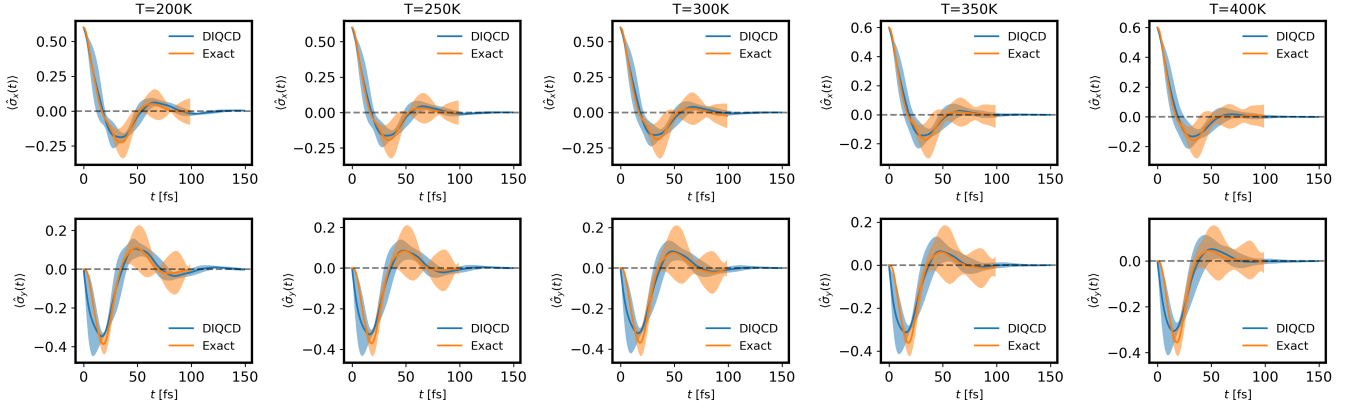 T=200K
T=250K
T=300K
T=350K
T=400K
0.50
0.25
0.00
−0.25
⟨σ̂x(t)⟩
DIQCD
Exact
0 50 100 150
t [fs]
0.50
0.25
0.00
−0.25
⟨σ̂x(t)⟩
DIQCD
Exact
0 50 100 150
t [fs]
0.50
0.25
0.00
−0.25
⟨σ̂x(t)⟩
DIQCD
Exact
0 50 100 150
t [fs]
0.6
0.4
0.2
0.0
−0.2
⟨σ̂x(t)⟩
DIQCD
Exact
0 50 100 150
t [fs]
0.6
0.4
0.2
0.0
−0.2
⟨σ̂x(t)⟩
DIQCD
Exact
0 50 100 150
t [fs]
0.2
0.0
−0.2
−0.4
⟨σ̂y(t)⟩
DIQCD
Exact
0 50 100 150
t [fs]
0.2
0.0
−0.2
−0.4
⟨σ̂y(t)⟩
DIQCD
Exact
0 50 100 150
t [fs]
0.2
0.0
−0.2
−0.4
⟨σ̂y(t)⟩
DIQCD
Exact
0 50 100 150
t [fs]
0.2
0.0
−0.2
−0.4
⟨σ̂y(t)⟩
DIQCD
Exact
0 50 100 150
t [fs]
0.0
−0.2
−0.4
⟨σ̂y(t)⟩
DIQCD
Exact
0 50 100 150
t [fs]